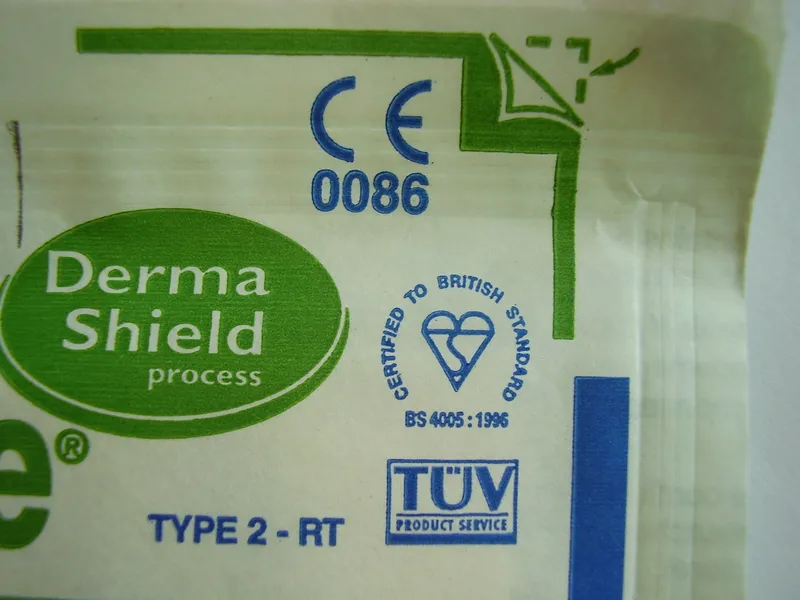 CE
0086
Derma
Shield
process
CERTIFIED TO BRITISH STANDARD
BS 4005 : 1996
e®
TÜV
PRODUCT SERVICE
TYPE 2 - RT